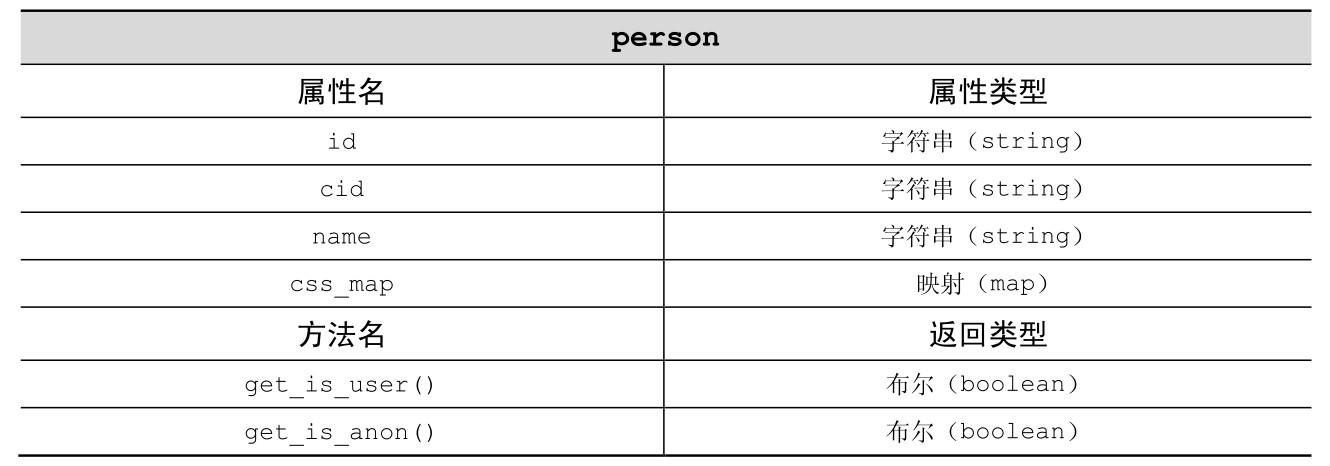 person
属性名 属性类型
id 字符串（string）
cid 字符串（string）
name 字符串（string）
css_map 映射（map）
方法名 返回类型
get_is_user() 布尔（boolean）
get_is_anon() 布尔（boolean）